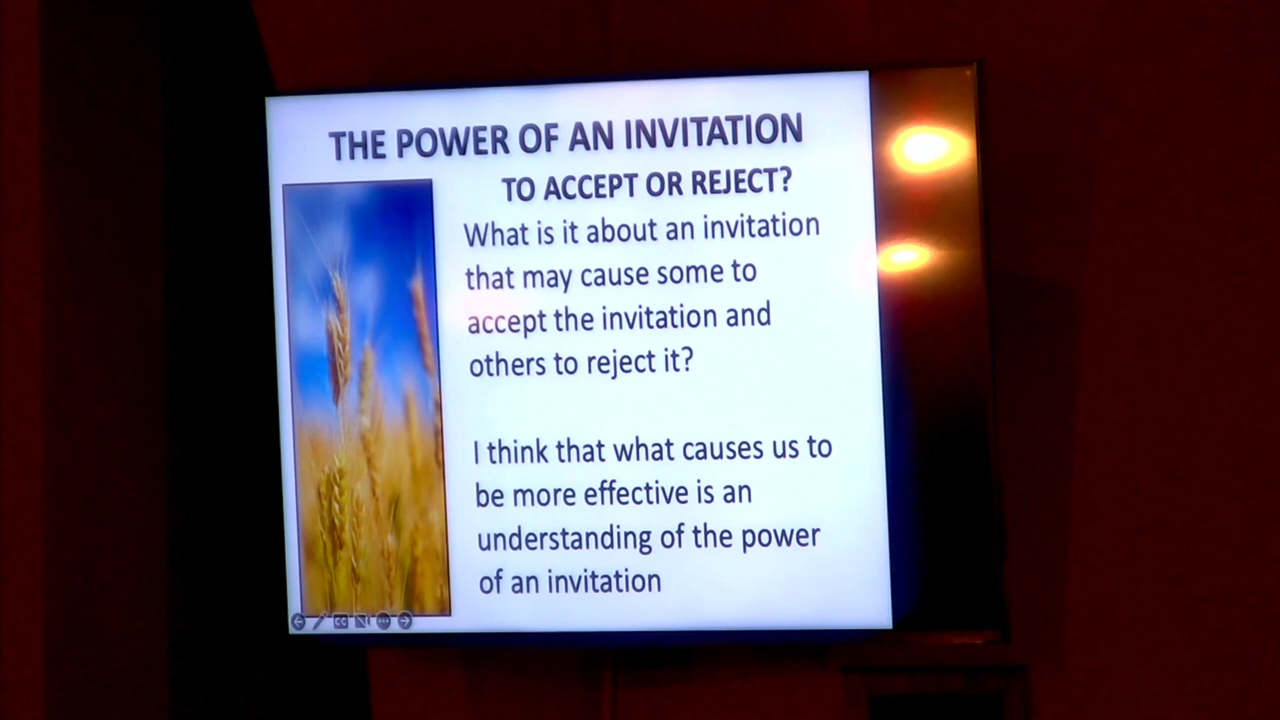 THE POWER OF AN INVITATION
TO ACCEPT OR REJECT?
What is it about an invitation
that may cause some to
accept the invitation and
others to reject it?
I think that what causes us to
be more effective is an
understanding of the power
of an invitation
CC